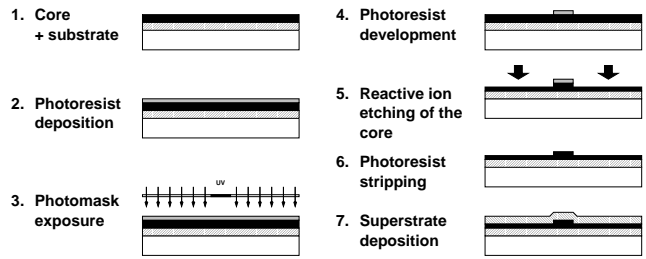 1. Core
+ substrate
2. Photoresist
deposition
UV
3. Photomask
exposure
4. Photoresist
development
5. Reactive ion
etching of the
core
6. Photoresist
stripping
7. Superstrate
deposition